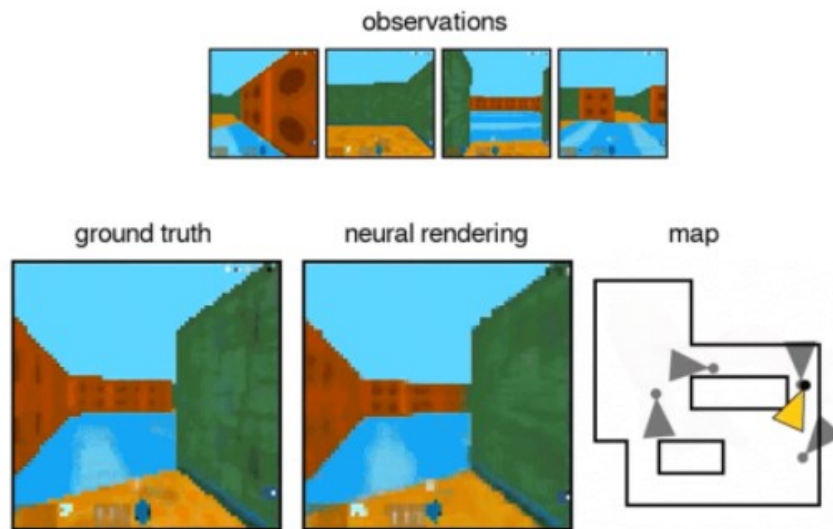 observations
ground truth
neural rendering
map